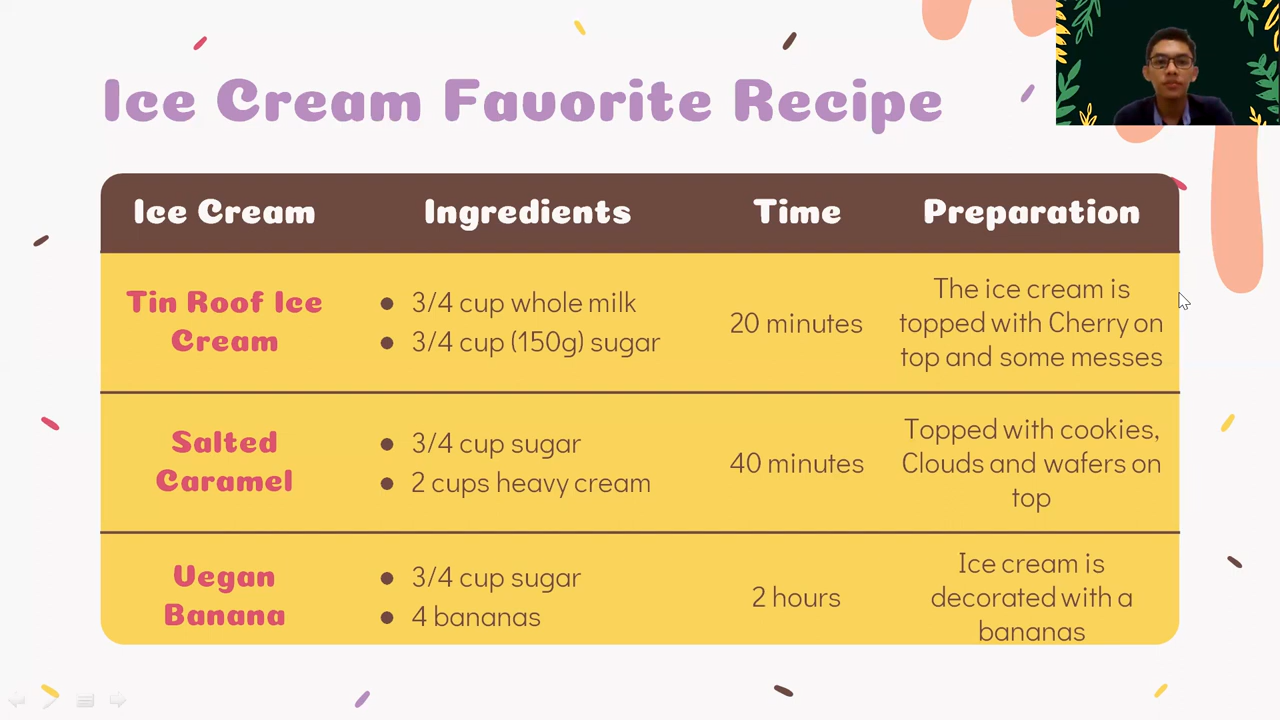 Ice Cream Favorite Recipe
Ice Cream Ingredients Time Preparation
Tin Roof Ice
Cream
● 3/4 cup whole milk
● 3/4 cup (150g) sugar
20 minutes
The ice cream is
topped with Cherry on
top and some messes
Salted
Caramel
● 3/4 cup sugar
● 2 cups heavy cream
40 minutes
Topped with cookies,
Clouds and wafers on
top
Vegan
Banana
● 3/4 cup sugar
● 4 bananas
2 hours
Ice cream is
decorated with a
bananas